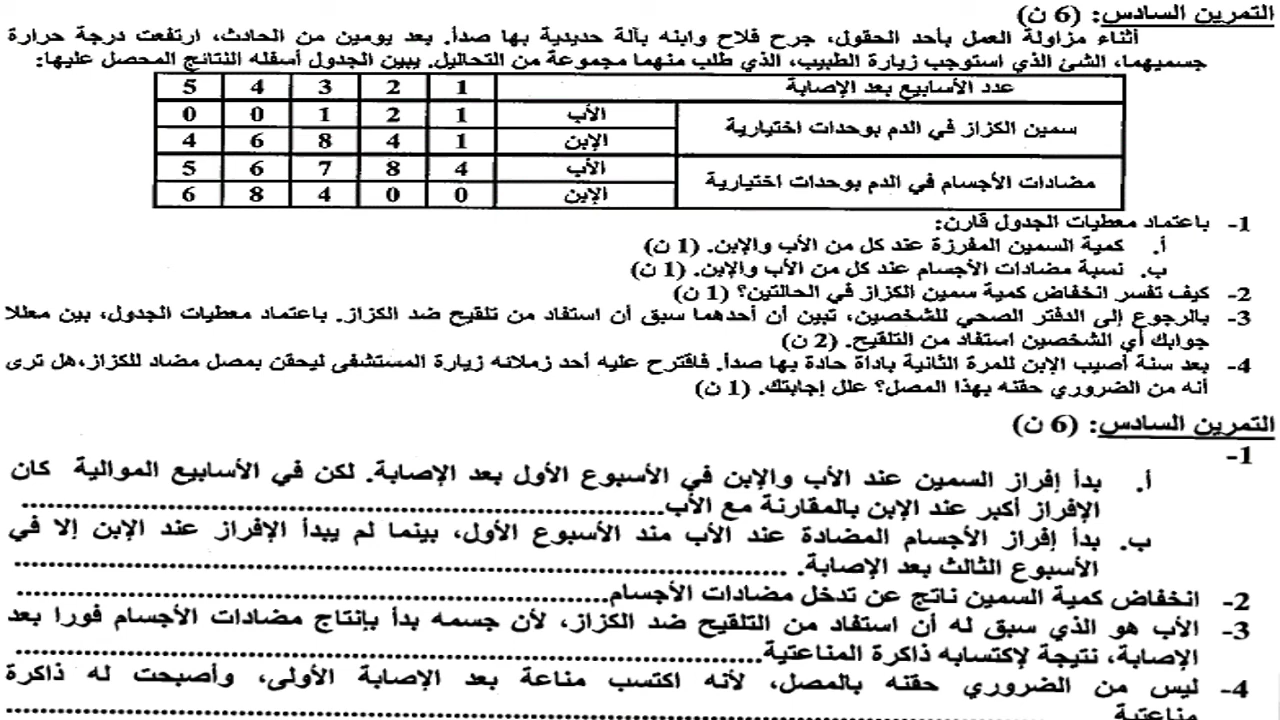 التمرين السادس: (6 ن)
أثناء مزاولة العمل بأحد الحقول، جرح فلاح وابنه بآلة حديدية بها صدأ. بعد يومين من الحادث، ارتفعت درجة حرارة
جسميهما، الشئ الذي استوجب زيارة الطبيب، الذي طلب منهما مجموعة من التحاليل. يبين الجدول أسفله النتائج المحصل عليها:
عدد الأسابيع بعد الإصابة 1 2 3 4 5
سمين الكزاز في الدم بوحدات اختيارية
الأب 1 2 1 0 0
الإبن 1 4 8 6 4
مضادات الأجسام في الدم بوحدات اختيارية
الأب 4 8 7 6 5
الإبن 0 0 4 8 6
1- باعتماد معطيات الجدول قارن:
أ. كمية السمين المفرزة عند كل من الأب والإبن. (1 ن)
ب. نسبة مضادات الأجسام عند كل من الأب والإبن. (1 ن)
2- كيف تفسر انخفاض كمية سمين الكزاز في الحالتين؟ (1 ن)
3- بالرجوع إلى الدفتر الصحي للشخصين، تبين أن أحدهما سبق أن استفاد من تلقيح ضد الكزاز. باعتماد معطيات الجدول، بين معللا
جوابك أي الشخصين استفاد من التلقيح. (2 ن)
4- بعد سنة أصيب الإبن للمرة الثانية باداة حادة بها صدأ. فاقترح عليه أحد زملائه زيارة المستشفى ليحقن بمصل مضاد للكزاز،هل ترى
أنه من الضروري حقنه بهذا المصل؟ علل إجابتك. (1 ن)
التمرين السادس: (6 ن)
1-
أ. بدأ إفراز السمين عند الأب والإبن في الأسبوع الأول بعد الإصابة. لكن في الأسابيع الموالية كان
الإفراز أكبر عند الإبن بالمقارنة مع الأب....................
ب. بدأ إفراز الأجسام المضادة عند الأب منذ الأسبوع الأول، بينما لم يبدأ الإفراز عند الإبن إلا في
الأسبوع الثالث بعد الإصابة. ....................
2- انخفاض كمية السمين ناتج عن تدخل مضادات الأجسام....................
3- الأب هو الذي سبق له أن استفاد من التلقيح ضد الكزاز، لأن جسمه بدأ بإنتاج مضادات الأجسام فورا بعد
الإصابة، نتيجة لإكتسابه ذاكرة المناعتية....................
4- ليس من الضروري حقنه بالمصل، لأنه اكتسب مناعة بعد الإصابة الأولى، وأصبحت له ذاكرة
مناعتية ....................